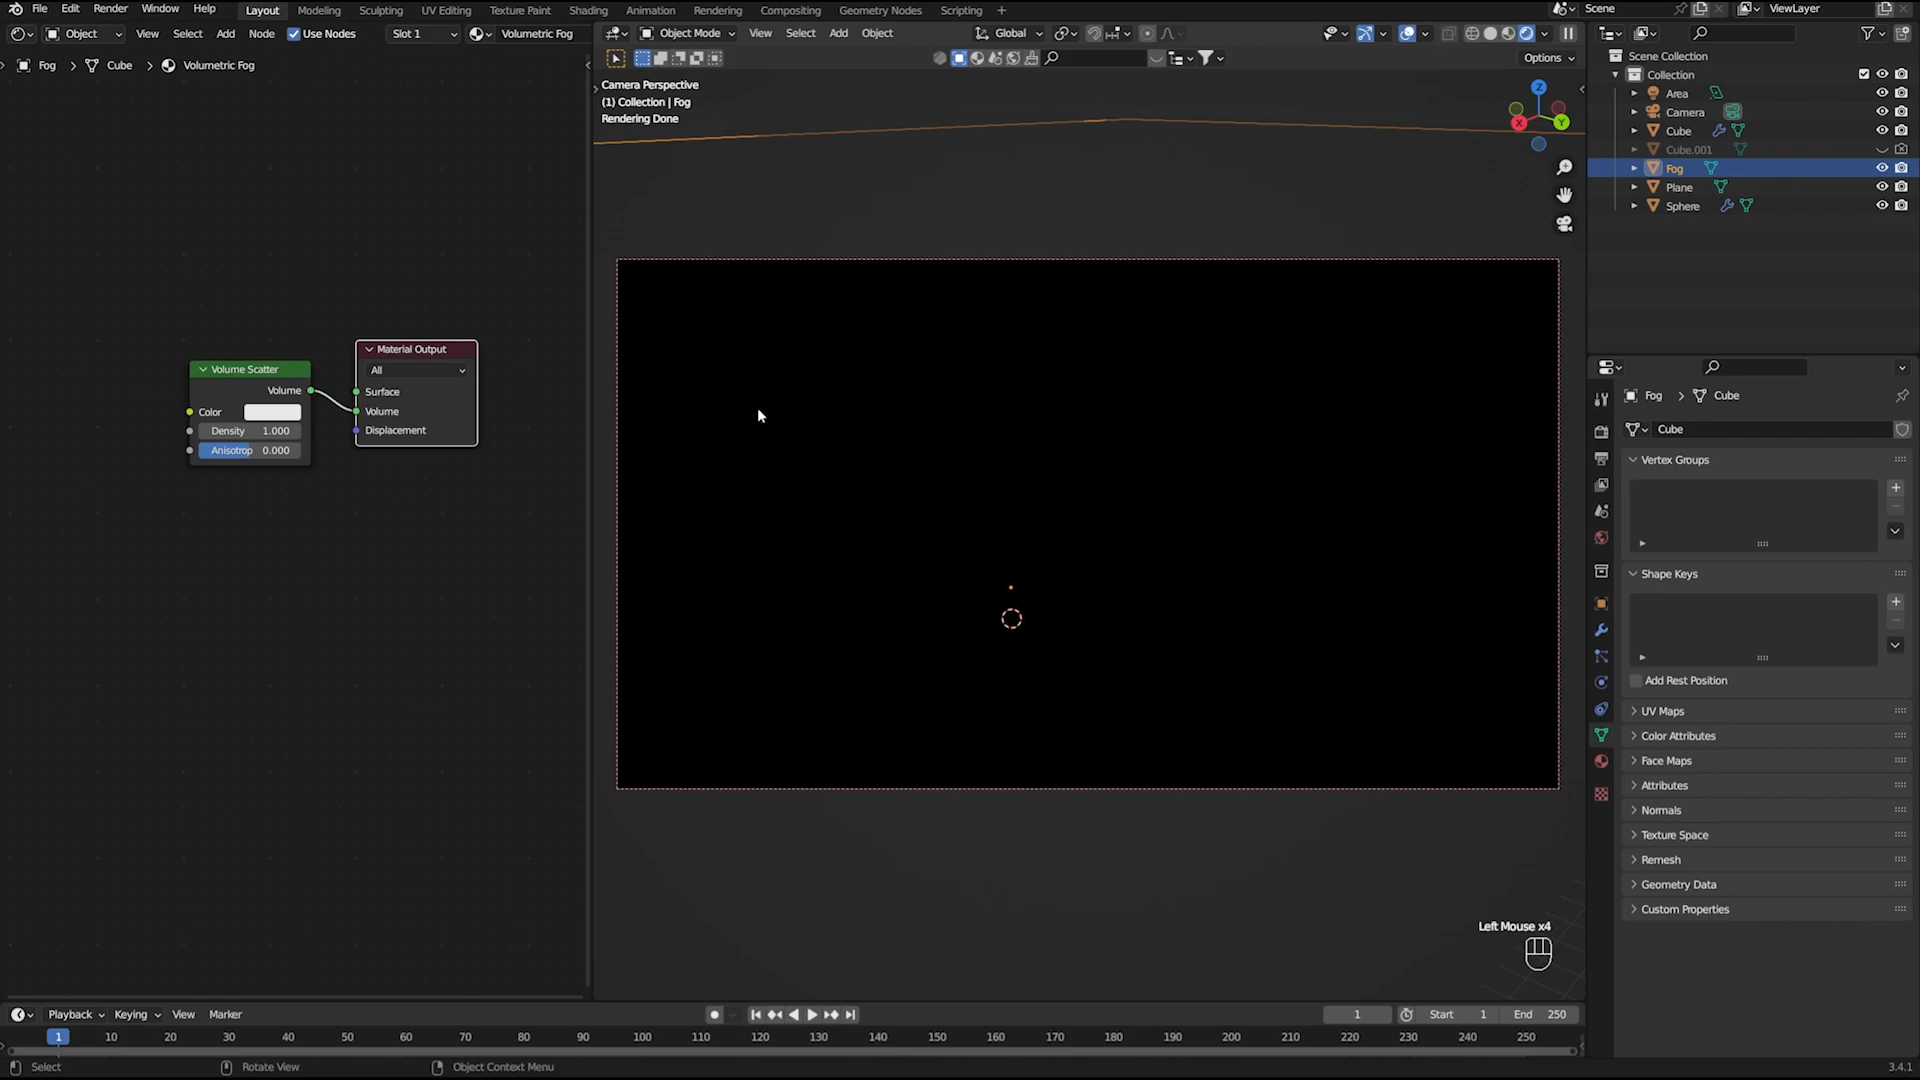 File Edit Render Window Help Layout Modeling Sculpting UV Editing Texture Paint Shading Animation Rendering Compositing Geometry Nodes Scripting + Scene ViewLayer
Object View Select Add Node Use Nodes Slot 1 Volumetric Fog
Object Mode View Select Add Object Global
Options
Fog > Cube > Volumetric Fog
Camera Perspective
(1) Collection | Fog
Rendering Done
Z
X
Y
Volume Scatter
Volume
Color
Density 1.000
Anisotrop 0.000
Material Output
All
Surface
Volume
Displacement
Scene Collection
Collection
Area
Camera
Cube
Cube.001
Fog
Plane
Sphere
Fog > Cube
Cube
Vertex Groups
Shape Keys
Add Rest Position
UV Maps
Color Attributes
Face Maps
Attributes
Normals
Texture Space
Remesh
Geometry Data
Custom Properties
Left Mouse x4
Playback Keying View Marker
1 Start 1 End 250
1 10 20 30 40 50 60 70 80 90 100 110 120 130 140 150 160 170 180 190 200 210 220 230 240 250
Select Rotate View Object Context Menu 3.4.1